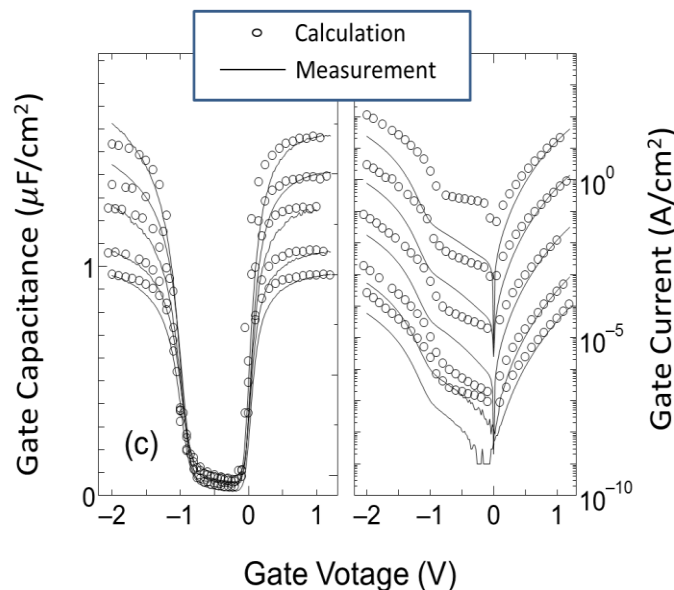 Calculation
Measurement
Gate Capacitance (μF/cm²)
1
0
(c)
−2 −1 0 1
−2 −1 0 1
10⁰
10⁻⁵
10⁻¹⁰
Gate Current (A/cm²)
Gate Votage (V)